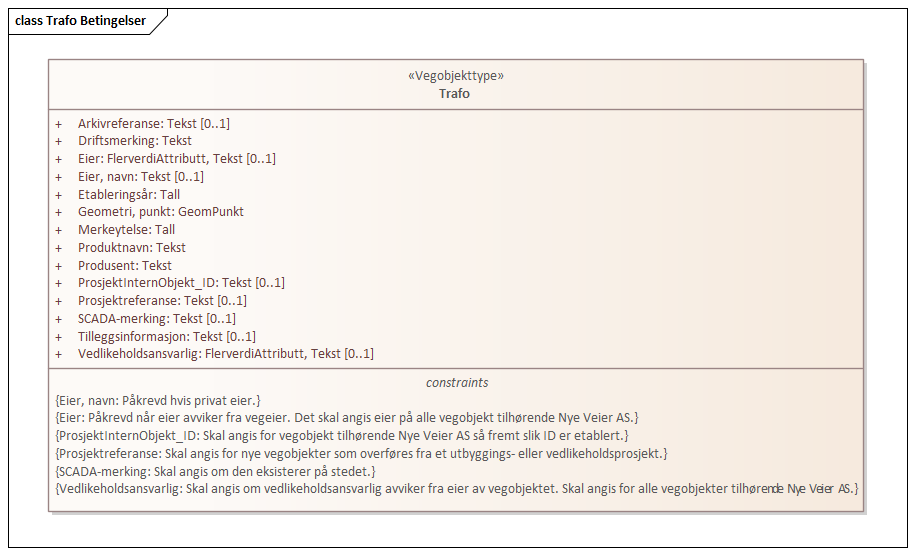 class Trafo Betingelser
«Vegobjekttype»
Trafo
+ Arkivreferanse: Tekst [0..1]
+ Driftsmerking: Tekst
+ Eier: FlerverdiAttributt, Tekst [0..1]
+ Eier, navn: Tekst [0..1]
+ Etableringsår: Tall
+ Geometri, punkt: GeomPunkt
+ Merkeytelse: Tall
+ Produktnavn: Tekst
+ Produsent: Tekst
+ ProsjektInternObjekt_ID: Tekst [0..1]
+ Prosjektreferanse: Tekst [0..1]
+ SCADA-merking: Tekst [0..1]
+ Tilleggsinformasjon: Tekst [0..1]
+ Vedlikeholdsansvarlig: FlerverdiAttributt, Tekst [0..1]
constraints
{Eier, navn: Påkrevd hvis privat eier.}
{Eier: Påkrevd når eier avviker fra vegeier. Det skal angis eier på alle vegobjekt tilhørende Nye Veier AS.}
{ProsjektInternObjekt_ID: Skal angis for vegobjekt tilhørende Nye Veier AS så fremt slik ID er etablert.}
{Prosjektreferanse: Skal angis for nye vegobjekter som overføres fra et utbyggings- eller vedlikeholdsprosjekt.}
{SCADA-merking: Skal angis om den eksisterer på stedet.}
{Vedlikeholdsansvarlig: Skal angis om vedlikeholdsansvarlig avviker fra eier av vegobjektet. Skal angis for alle vegobjekter tilhørende Nye Veier AS.}